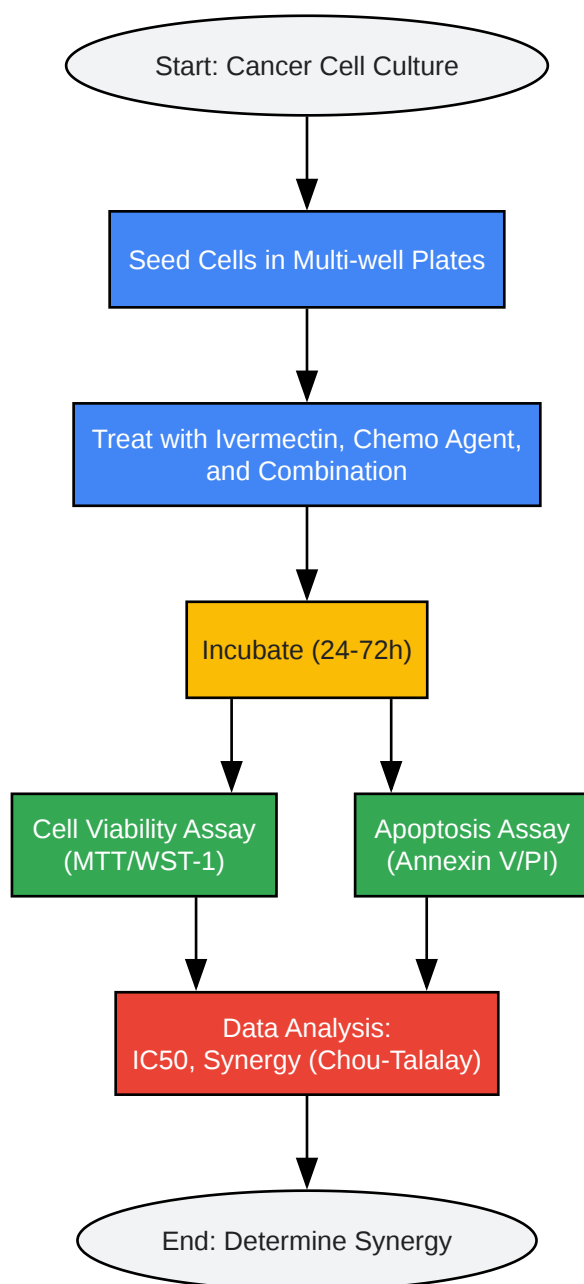 Start: Cancer Cell Culture
Seed Cells in Multi-well Plates
Treat with Ivermectin, Chemo Agent,
and Combination
Incubate (24-72h)
Cell Viability Assay
(MTT/WST-1)
Apoptosis Assay
(Annexin V/PI)
Data Analysis:
IC50, Synergy (Chou-Talalay)
End: Determine Synergy